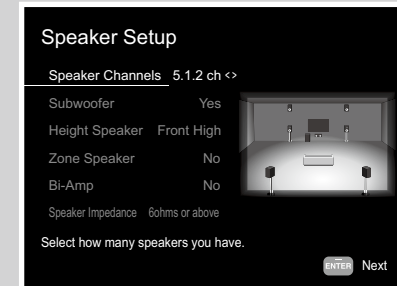 Speaker Setup
Speaker Channels 5.1.2 ch <>
Subwoofer Yes
Height Speaker Front High
Zone Speaker No
Bi-Amp No
Speaker Impedance 6ohms or above
Select how many speakers you have.
ENTER Next